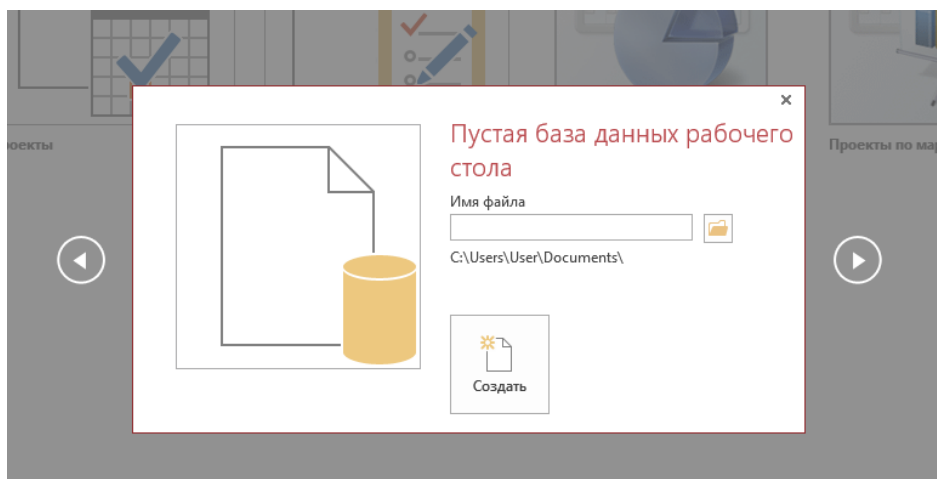 Пустая база данных рабочего
стола
роекты
Проекты по мар
Имя файла
C:\Users\User\Documents\
Создать